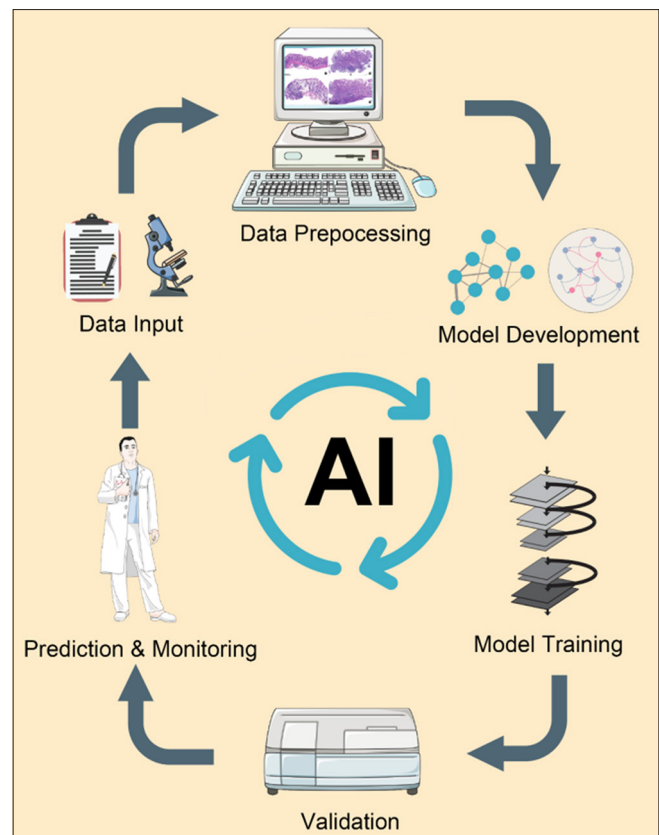 Data Prepocessing
Data Input
Model Development
AI
Prediction & Monitoring
Model Training
Validation